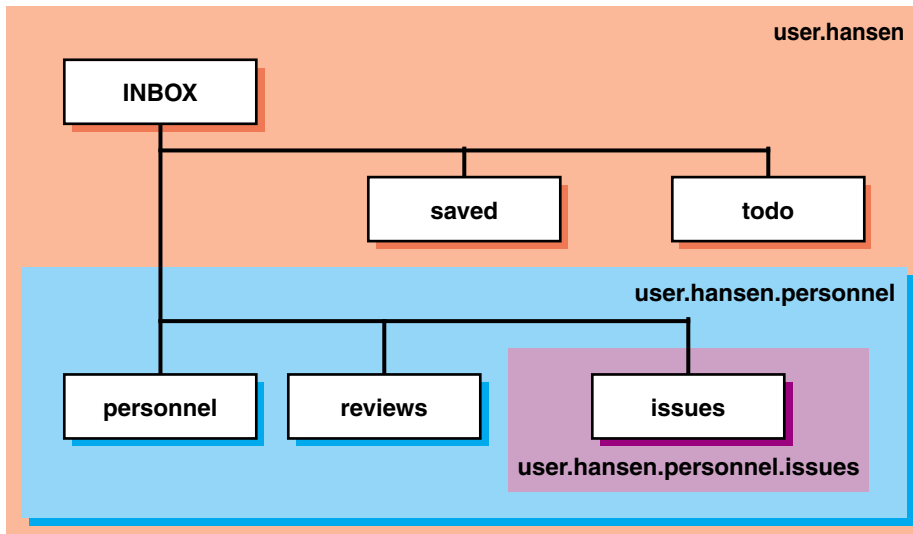 user.hansen
INBOX
saved
todo
user.hansen.personnel
personnel
reviews
issues
user.hansen.personnel.issues